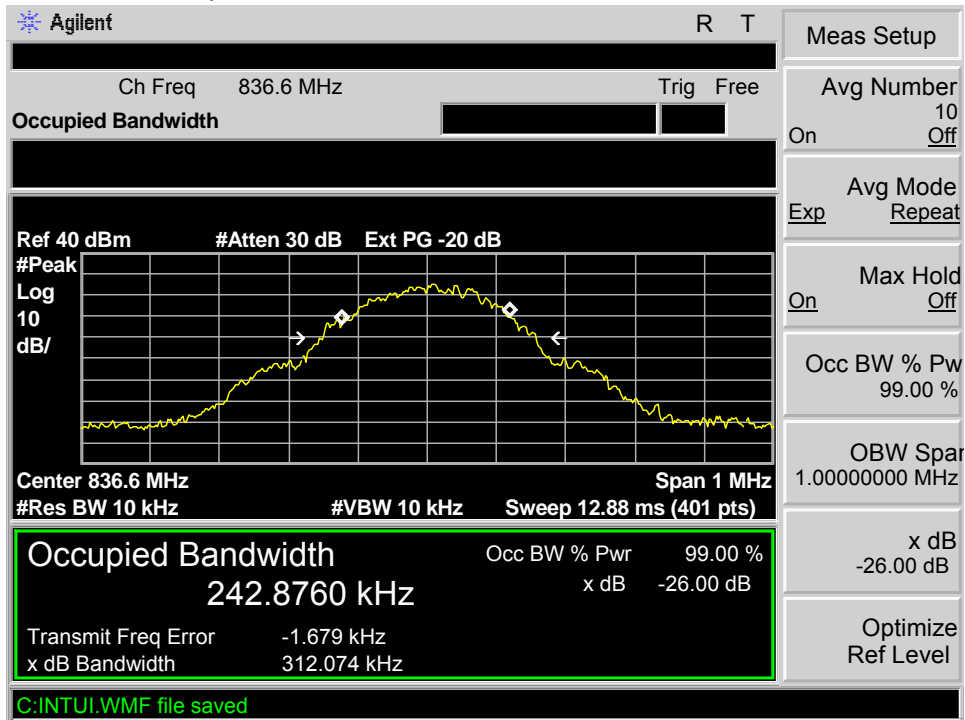 Agilent
R T
Ch Freq 836.6 MHz Trig Free
Occupied Bandwidth
Ref 40 dBm #Atten 30 dB Ext PG -20 dB
#Peak
Log
10
dB/
Center 836.6 MHz Span 1 MHz
#Res BW 10 kHz #VBW 10 kHz Sweep 12.88 ms (401 pts)
Occupied Bandwidth Occ BW % Pwr 99.00 %
242.8760 kHz x dB -26.00 dB
Transmit Freq Error -1.679 kHz
x dB Bandwidth 312.074 kHz
C:INTUI.WMF file saved
Meas Setup
Avg Number
10
On Off
Avg Mode
Exp Repeat
Max Hold
On Off
Occ BW % Pw
99.00 %
OBW Spar
1.00000000 MHz
x dB
-26.00 dB
Optimize
Ref Level